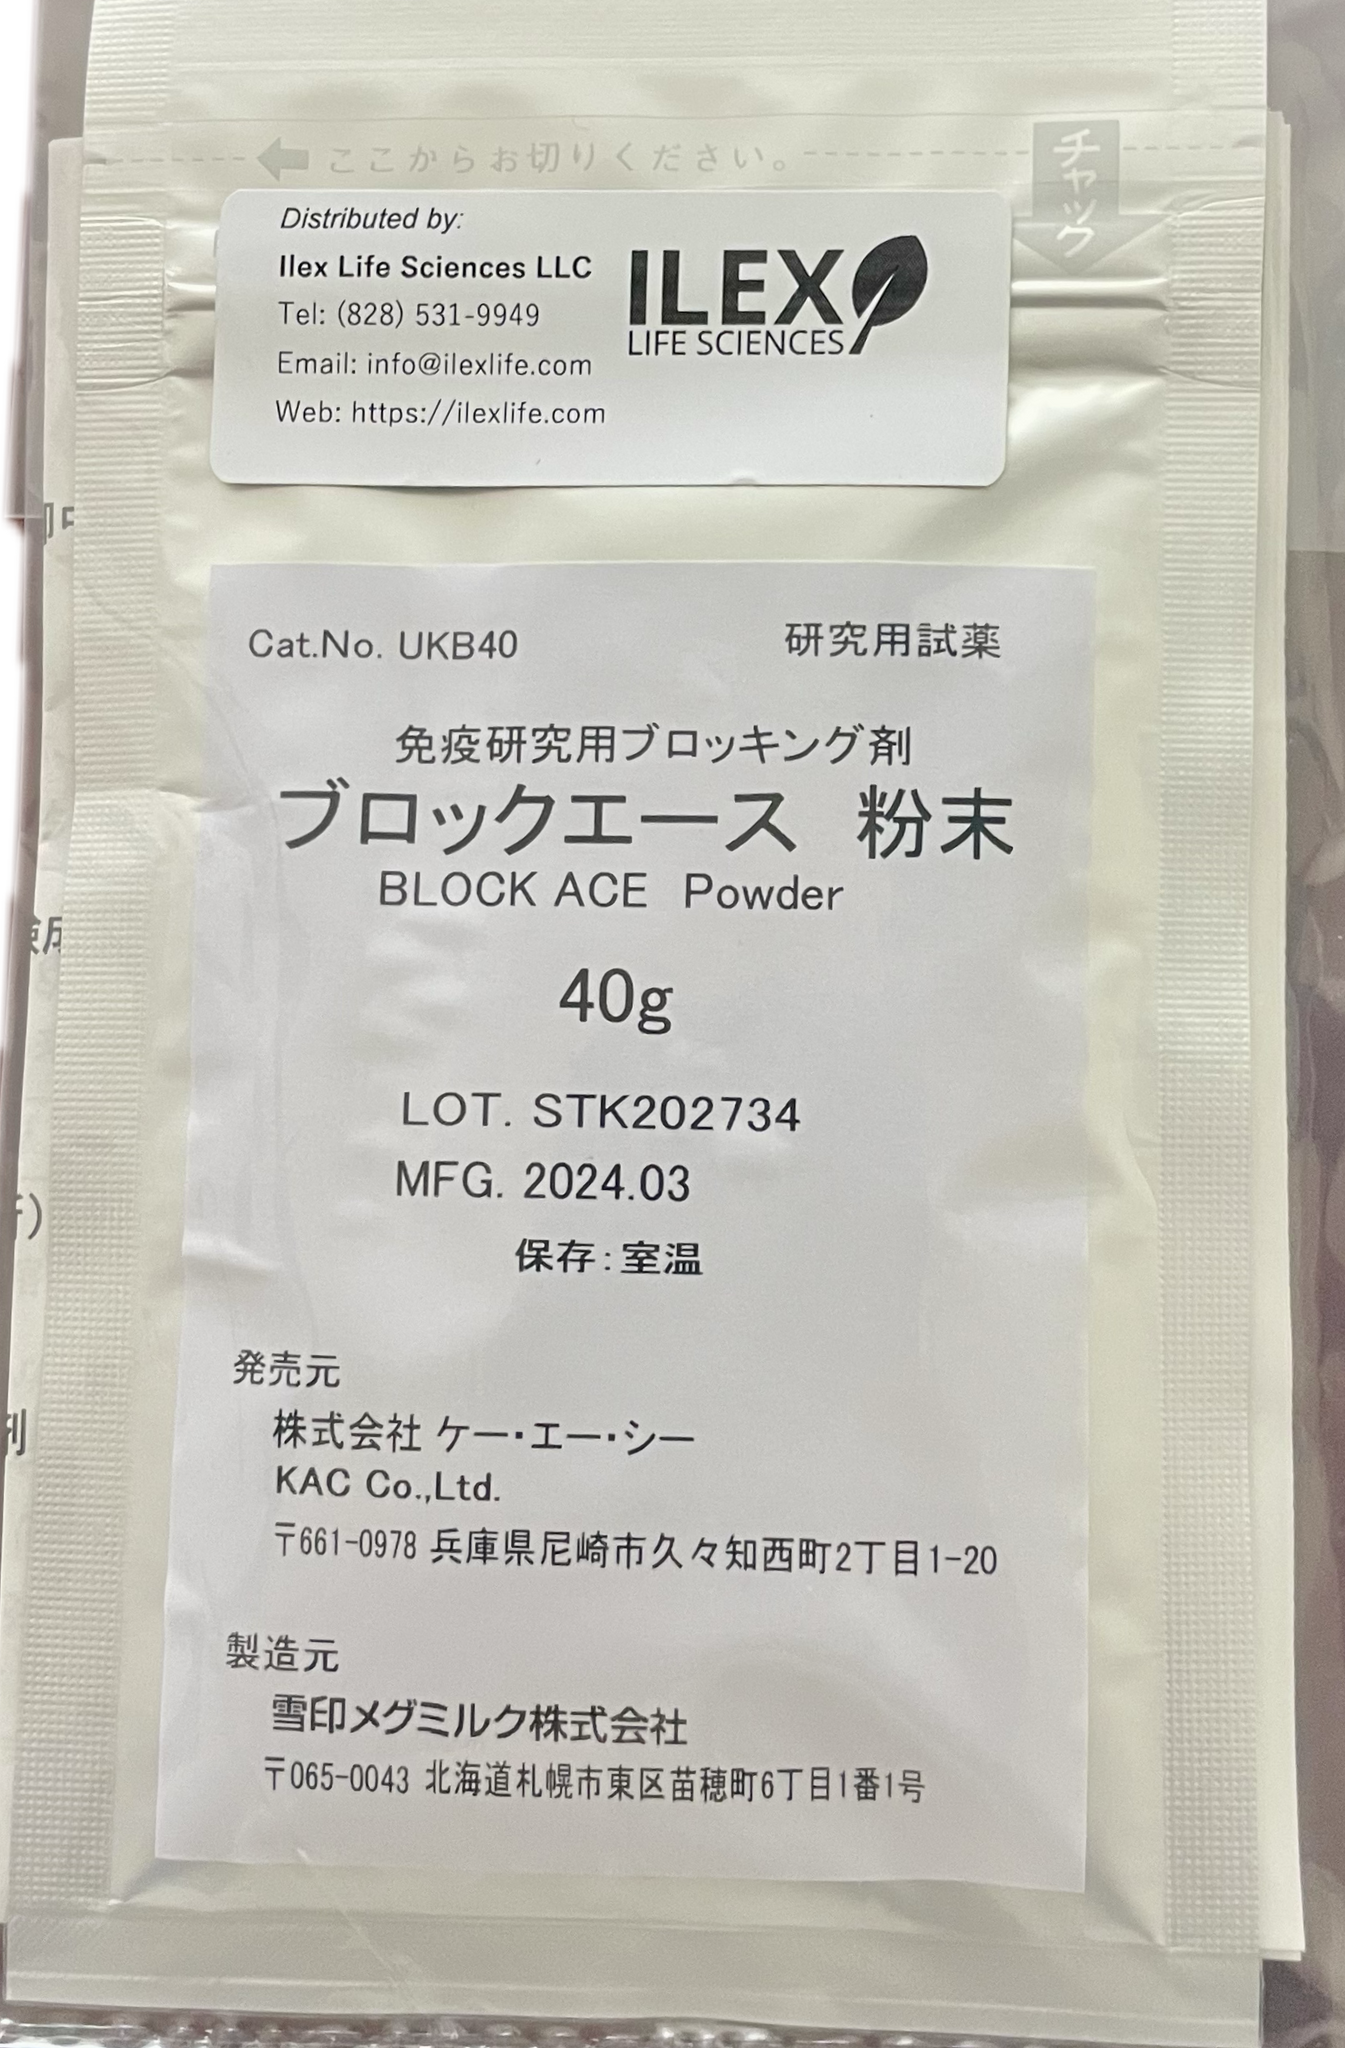 ここからお切りください。
チャック
Distributed by:
Ilex Life Sciences LLC
Tel: (828) 531-9949
Email: info@ilexlife.com
Web: https://ilexlife.com
ILEX
LIFE SCIENCES
Cat.No. UKB40
研究用試薬
免疫研究用ブロッキング剤
ブロックエース 粉末
BLOCK ACE Powder
40g
LOT. STK202734
MFG. 2024.03
保存:室温
発売元
株式会社 ケー・エー・シー
KAC Co.,Ltd.
〒661-0978 兵庫県尼崎市久々知西町2丁目1-20
製造元
雪印メグミルク株式会社
〒065-0043 北海道札幌市東区苗穂町6丁目1番1号